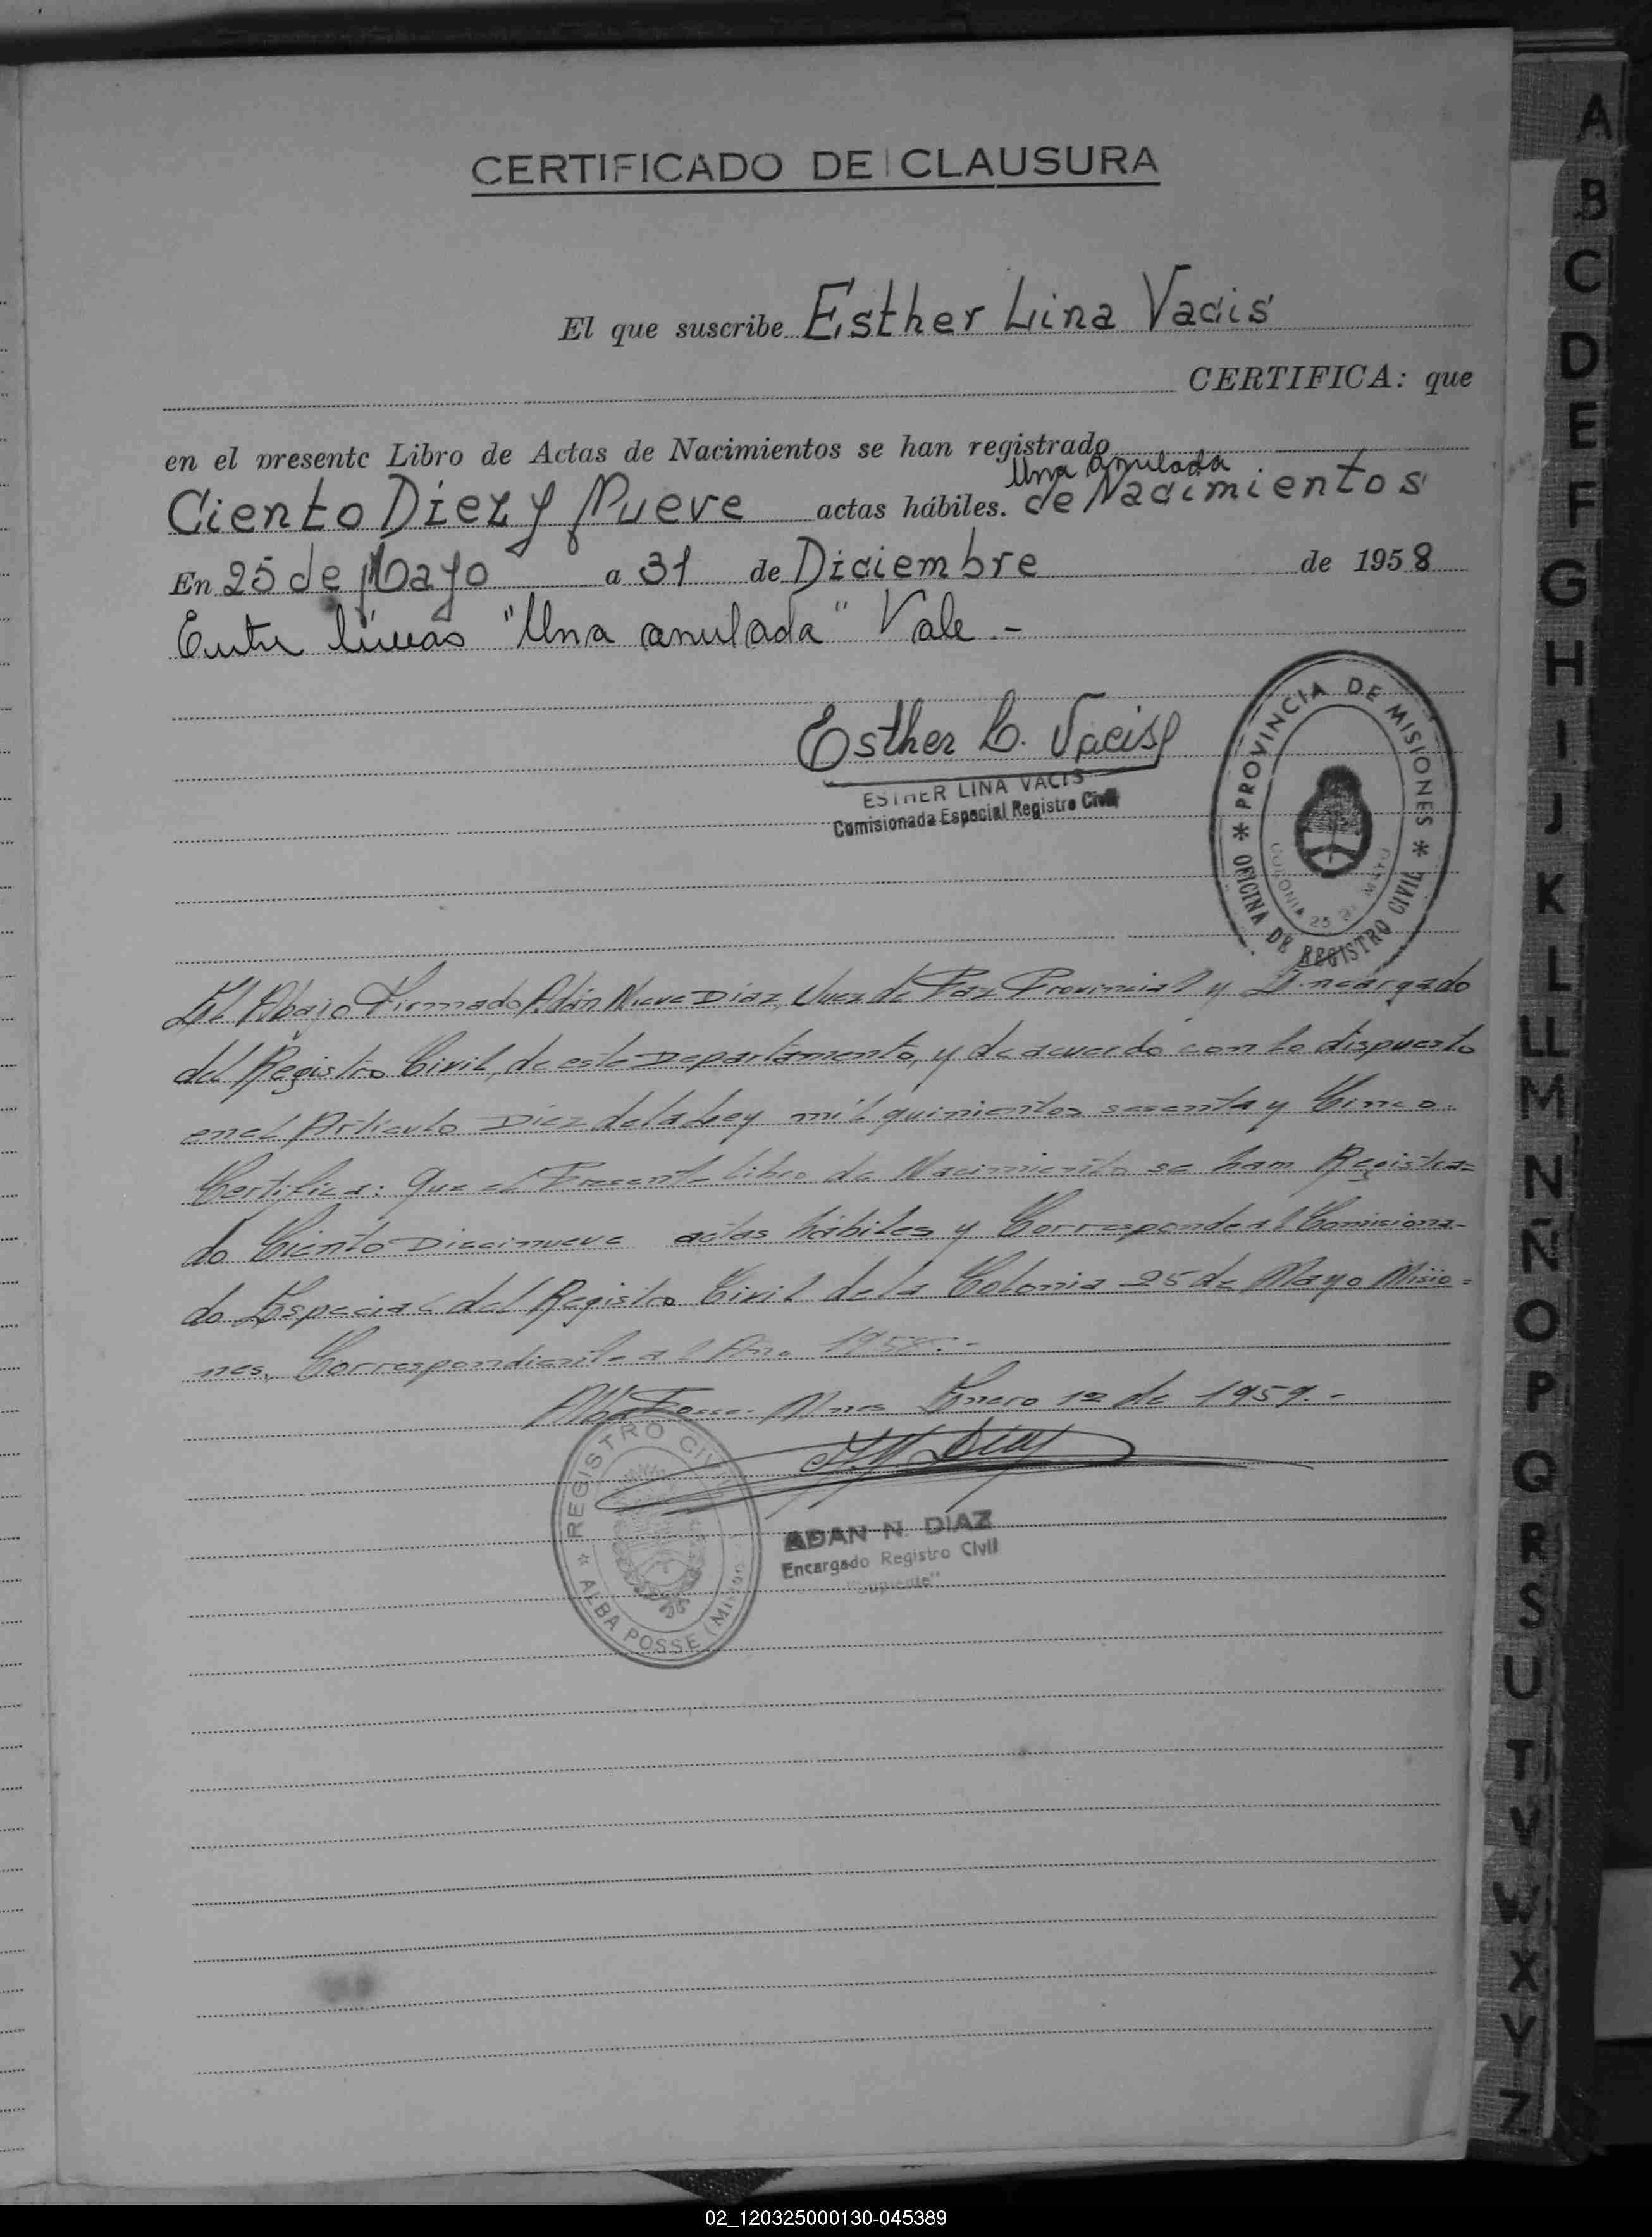 CERTIFICADO DE CLAUSURA
El que suscribe Esther Lina Vacis
CERTIFICA: que
en el presente Libro de Actas de Nacimientos se han registrado
Una anulada
Ciento Diez y Nueve actas hábiles. de Nacimientos
En 25 de Mayo a 31 de Diciembre de 1958
Entre líneas "Una anulada" Vale.-
Esther L. Vacis
ESTHER LINA VACIS
Comisionada Especial Registro Civil
* PROVINCIA DE MISIONES *
OFICINA DE REGISTRO CIVIL
COLONIA 25 DE MAYO
El Abajo Firmado Adán Nieve Diaz, Juez de Paz Provincial y Encargado
del Registro Civil, de este Departamento, y de acuerdo con lo dispuesto
en el Artículo Diez de la Ley mil quinientos sesenta y Cinco.
Certifica: Que el Presente libro de Nacimiento se han Registra=
do Ciento Diecinueve actas hábiles y Corresponde al Comisiona-
do Especial del Registro Civil de la Colonia 25 de Mayo Misio=
nes, Correspondiente al Año 1958.-
Alba Posse. Mnes Enero 12 de 1959.-
A. N. Diaz
REGISTRO CIVIL
☆ ALBA POSSE (Mis
ADAN N. DIAZ
Encargado Registro Civil
"Suplente"
A
B
C
D
E
F
G
H
I
J
K
L
LL
M
N
Ñ
O
P
Q
R
S
U
T
V
W
X
Y
Z
02_120325000130-045389